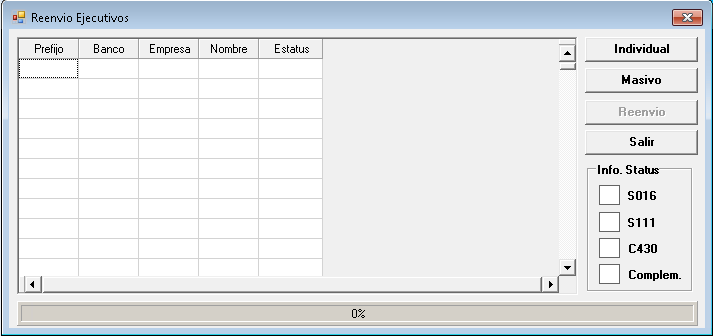 Reenvio Ejecutivos
Prefijo Banco Empresa Nombre Estatus
Individual
Masivo
Reenvio
Salir
Info. Status
S016
S111
C430
Complem.
0%